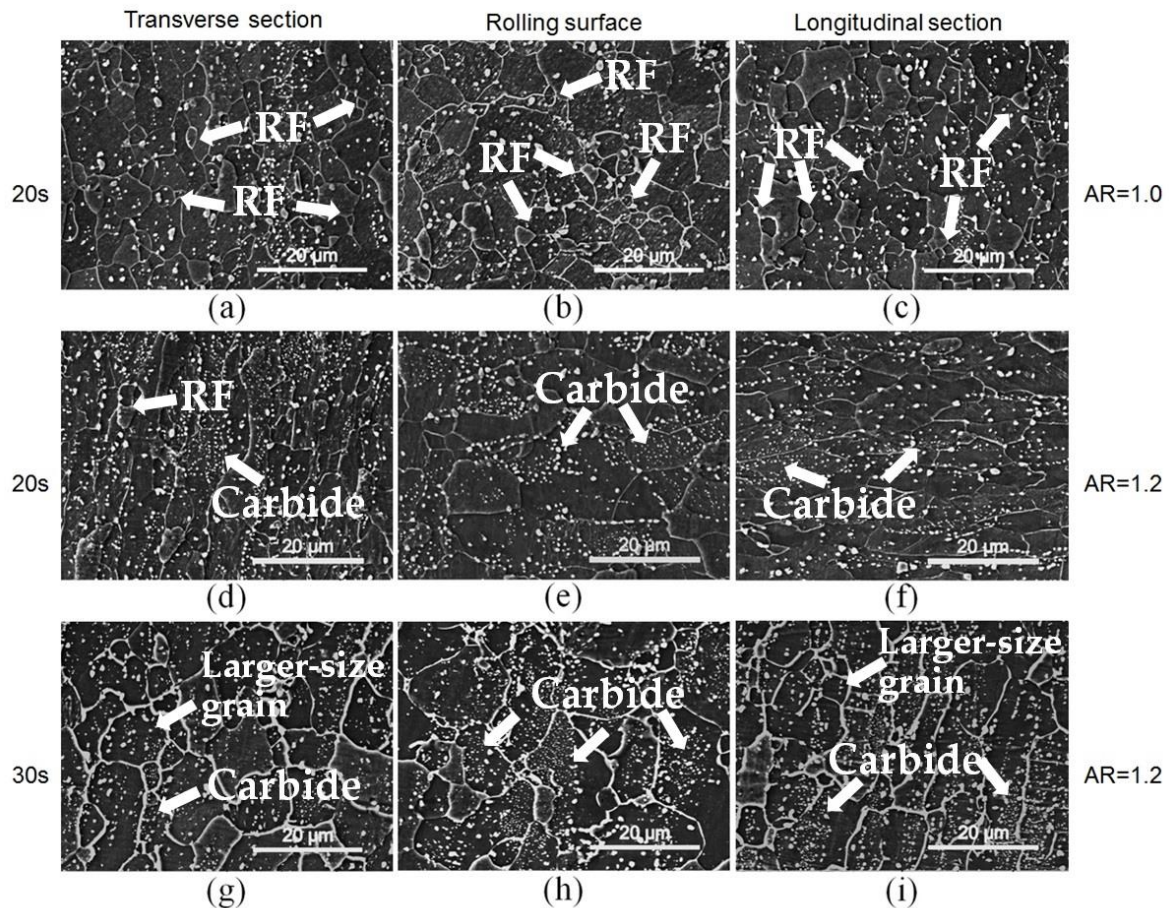 Transverse section
Rolling surface
Longitudinal section
20s
RF
RF
20 µm
(a)
RF
RF
RF
RF
20 µm
(b)
RF
RF
20 µm
(c)
AR=1.0
20s
RF
Carbide
20 µm
(d)
Carbide
20 µm
(e)
Carbide
20 µm
(f)
AR=1.2
30s
Larger-size
grain
Carbide
20 µm
(g)
Carbide
20 µm
(h)
Larger-size
grain
Carbide
20 µm
(i)
AR=1.2